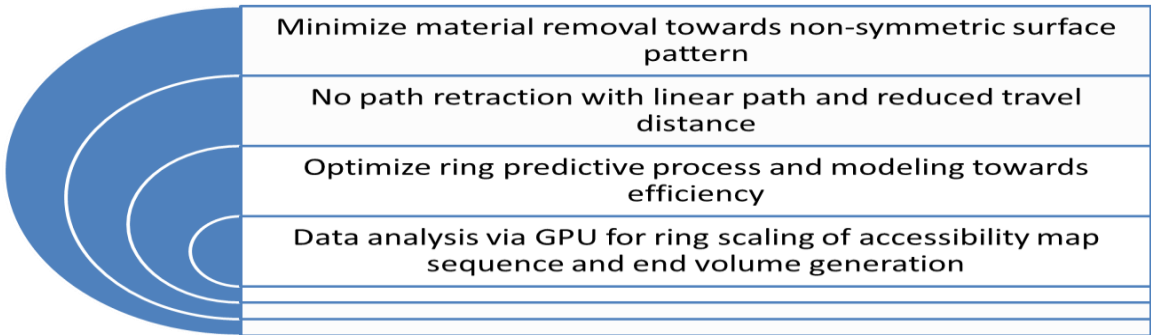 Minimize material removal towards non-symmetric surface
pattern
No path retraction with linear path and reduced travel
distance
Optimize ring predictive process and modeling towards
efficiency
Data analysis via GPU for ring scaling of accessibility map
sequence and end volume generation